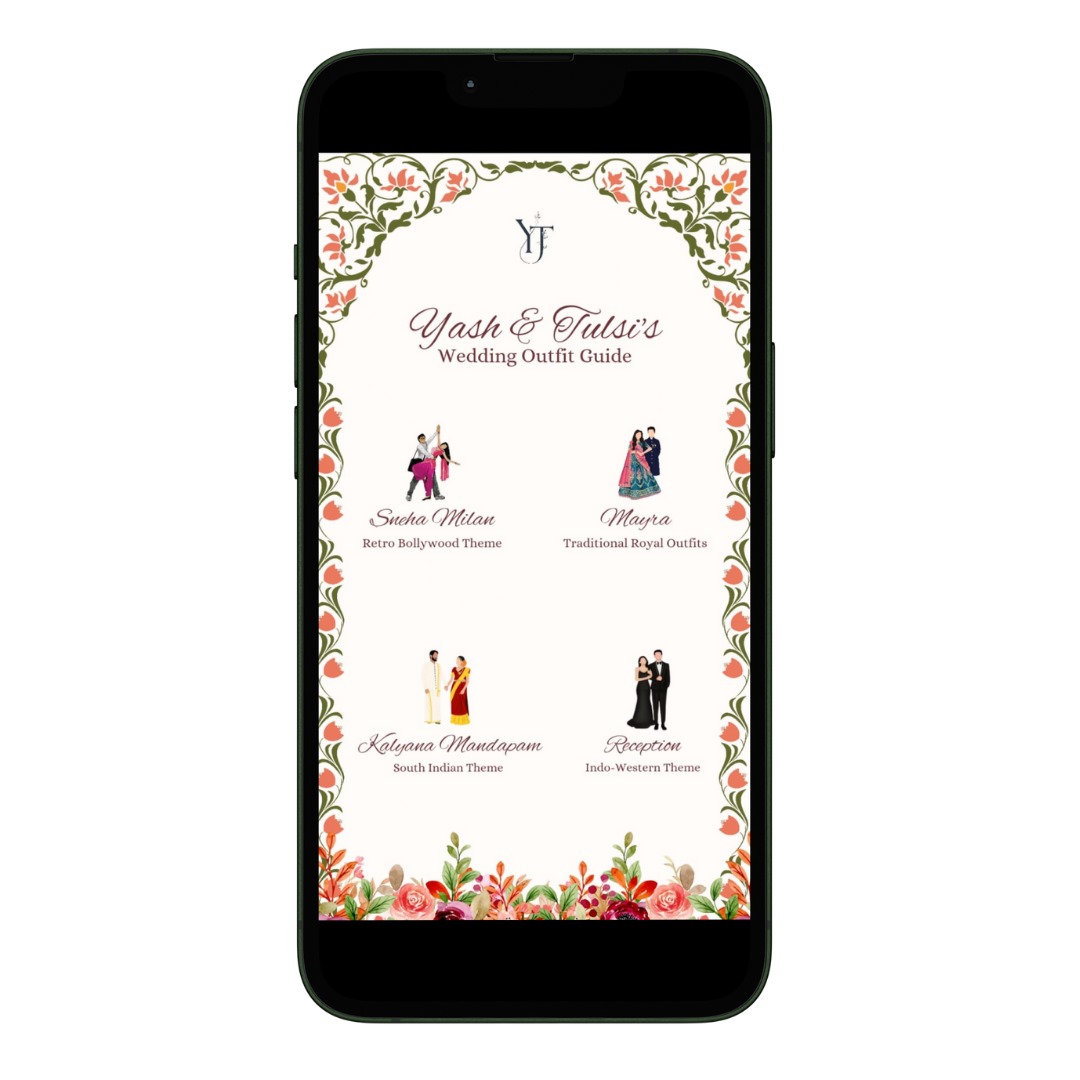 YT
Yash & Tulsi's
Wedding Outfit Guide
Sneha Milan
Retro Bollywood Theme
Mayra
Traditional Royal Outfits
Kalyana Mandapam
South Indian Theme
Reception
Indo-Western Theme